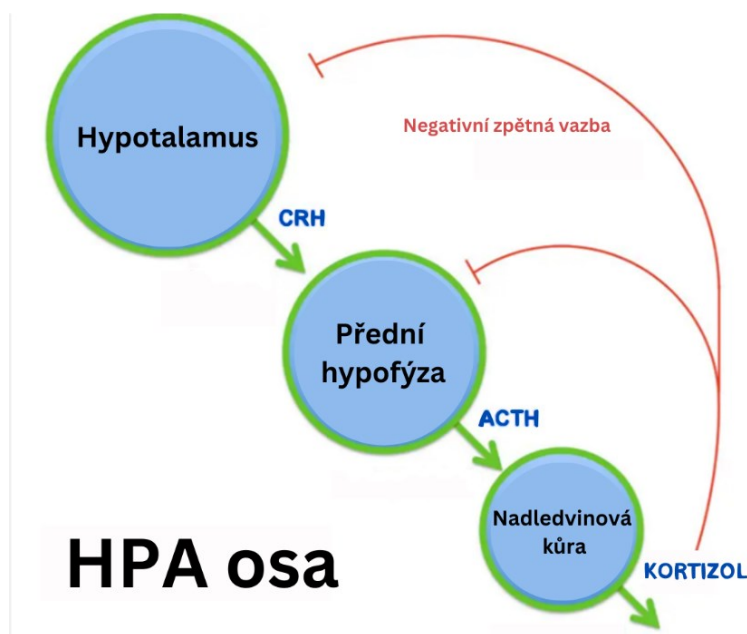 Hypotalamus
Negativní zpětná vazba
CRH
Přední
hypofýza
ACTH
Nadledvinová
kůra
KORTIZOL
HPA osa